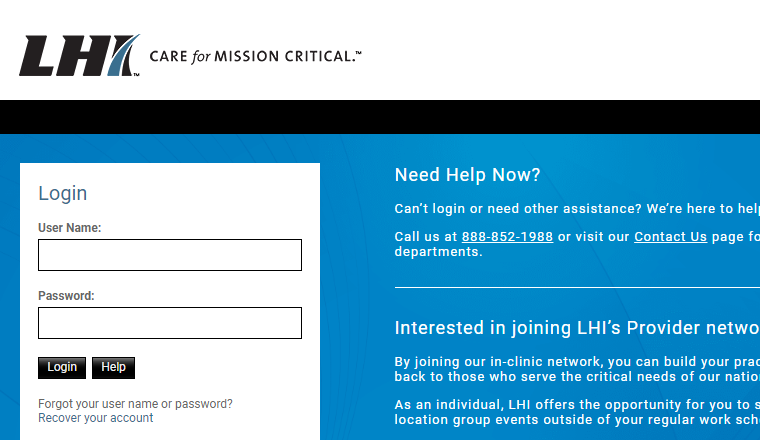 LHI CARE for MISSION CRITICAL.™
Login
User Name:
Password:
Login Help
Forgot your user name or password?
Recover your account
Need Help Now?
Can't login or need other assistance? We're here to help
Call us at 888-852-1988 or visit our Contact Us page fo
departments.
Interested in joining LHI's Provider netwo
By joining our in-clinic network, you can build your prac
back to those who serve the critical needs of our natio
As an individual, LHI offers the opportunity for you to s
location group events outside of your regular work sch